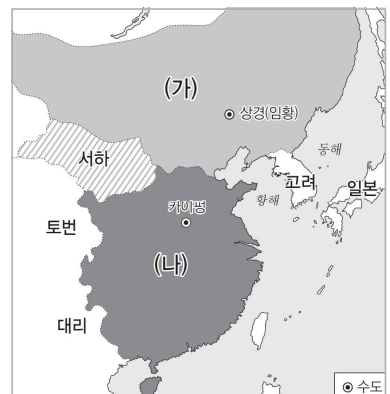 (가)
상경(임황)
서하
동해
고려
일본
황해
카이펑
토번
(나)
대리
수도